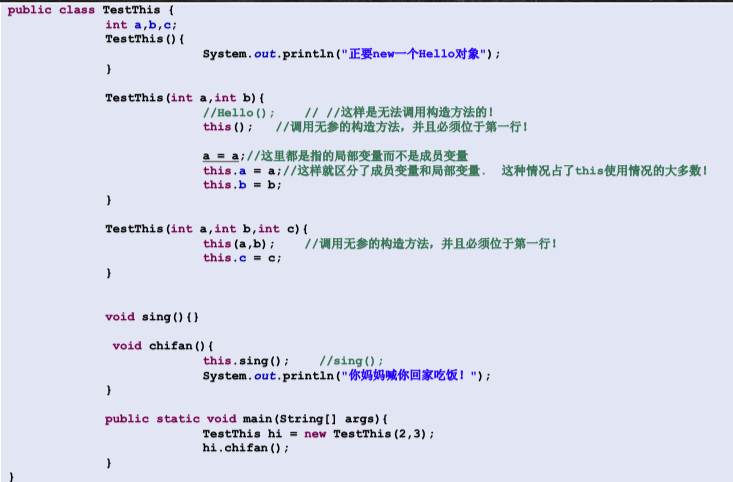 public class TestThis {
int a,b,c;
TestThis(){
System.out.println("正要new一个Hello对象");
}
TestThis(int a,int b){
//Hello();    // //这样是无法调用构造方法的！
this();   //调用无参的构造方法，并且必须位于第一行！
a = a;//这里都是指的局部变量而不是成员变量
this.a = a;//这样就区分了成员变量和局部变量.  这种情况占了this使用情况的大多数！
this.b = b;
}
TestThis(int a,int b,int c){
this(a,b);    //调用无参的构造方法，并且必须位于第一行！
this.c = c;
}
void sing(){}
void chifan(){
this.sing();    //sing();
System.out.println("你妈妈喊你回家吃饭！");
}
public static void main(String[] args){
TestThis hi = new TestThis(2,3);
hi.chifan();
}
}